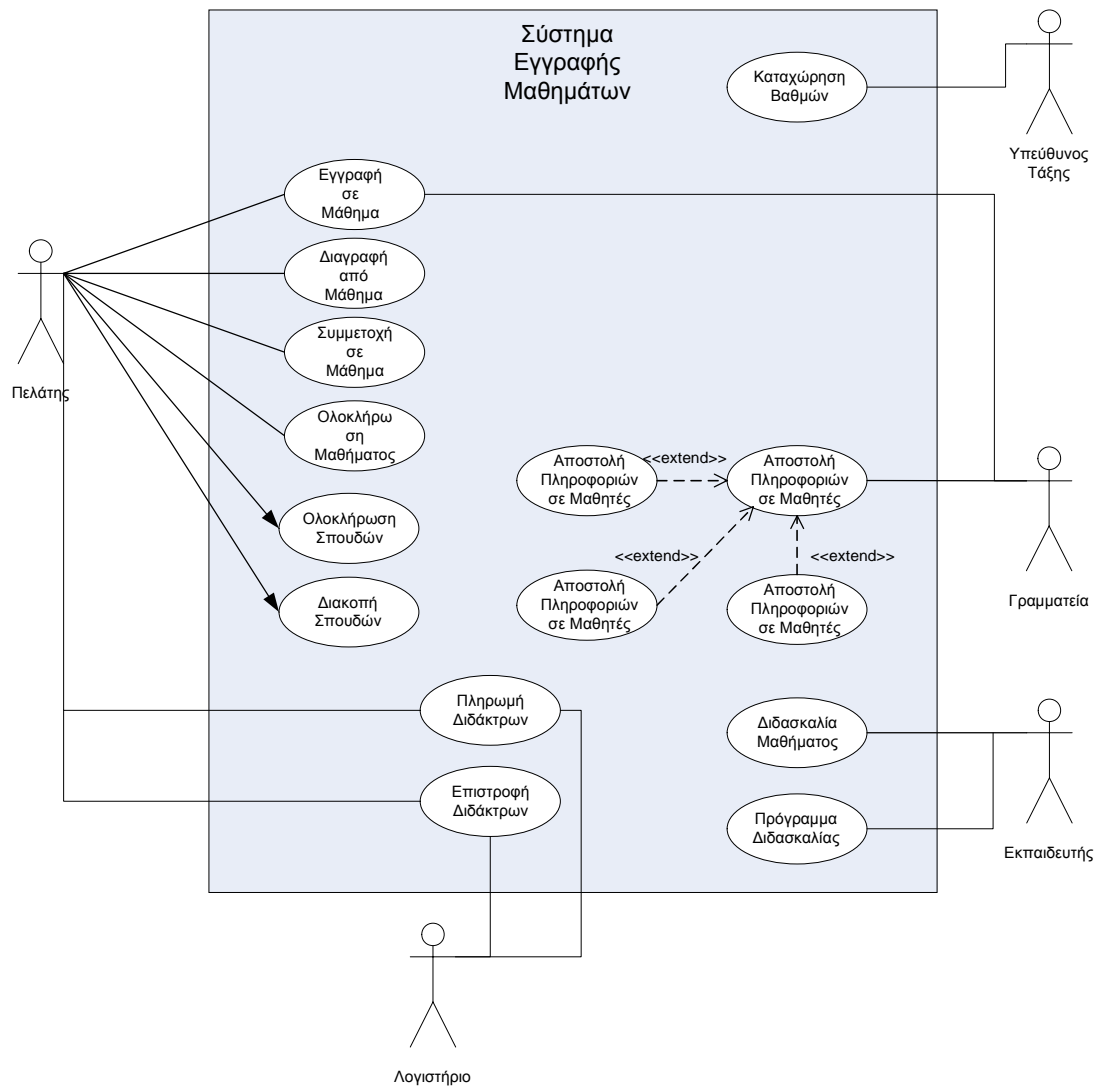 Σύστημα
Εγγραφής
Μαθημάτων
Καταχώρηση
Βαθμών
Υπεύθυνος
Τάξης
Εγγραφή
σε
Μάθημα
Διαγραφή
από
Μάθημα
Συμμετοχή
σε
Μάθημα
Πελάτης
Ολοκλήρω
ση
Μαθήματος
Αποστολή
Πληροφοριών
σε Μαθητές
<<extend>>
Αποστολή
Πληροφοριών
σε Μαθητές
Ολοκλήρωση
Σπουδών
<<extend>>
<<extend>>
Διακοπή
Σπουδών
Αποστολή
Πληροφοριών
σε Μαθητές
Αποστολή
Πληροφοριών
σε Μαθητές
Γραμματεία
Πληρωμή
Διδάκτρων
Διδασκαλία
Μαθήματος
Επιστροφή
Διδάκτρων
Πρόγραμμα
Διδασκαλίας
Εκπαιδευτής
Λογιστήριο